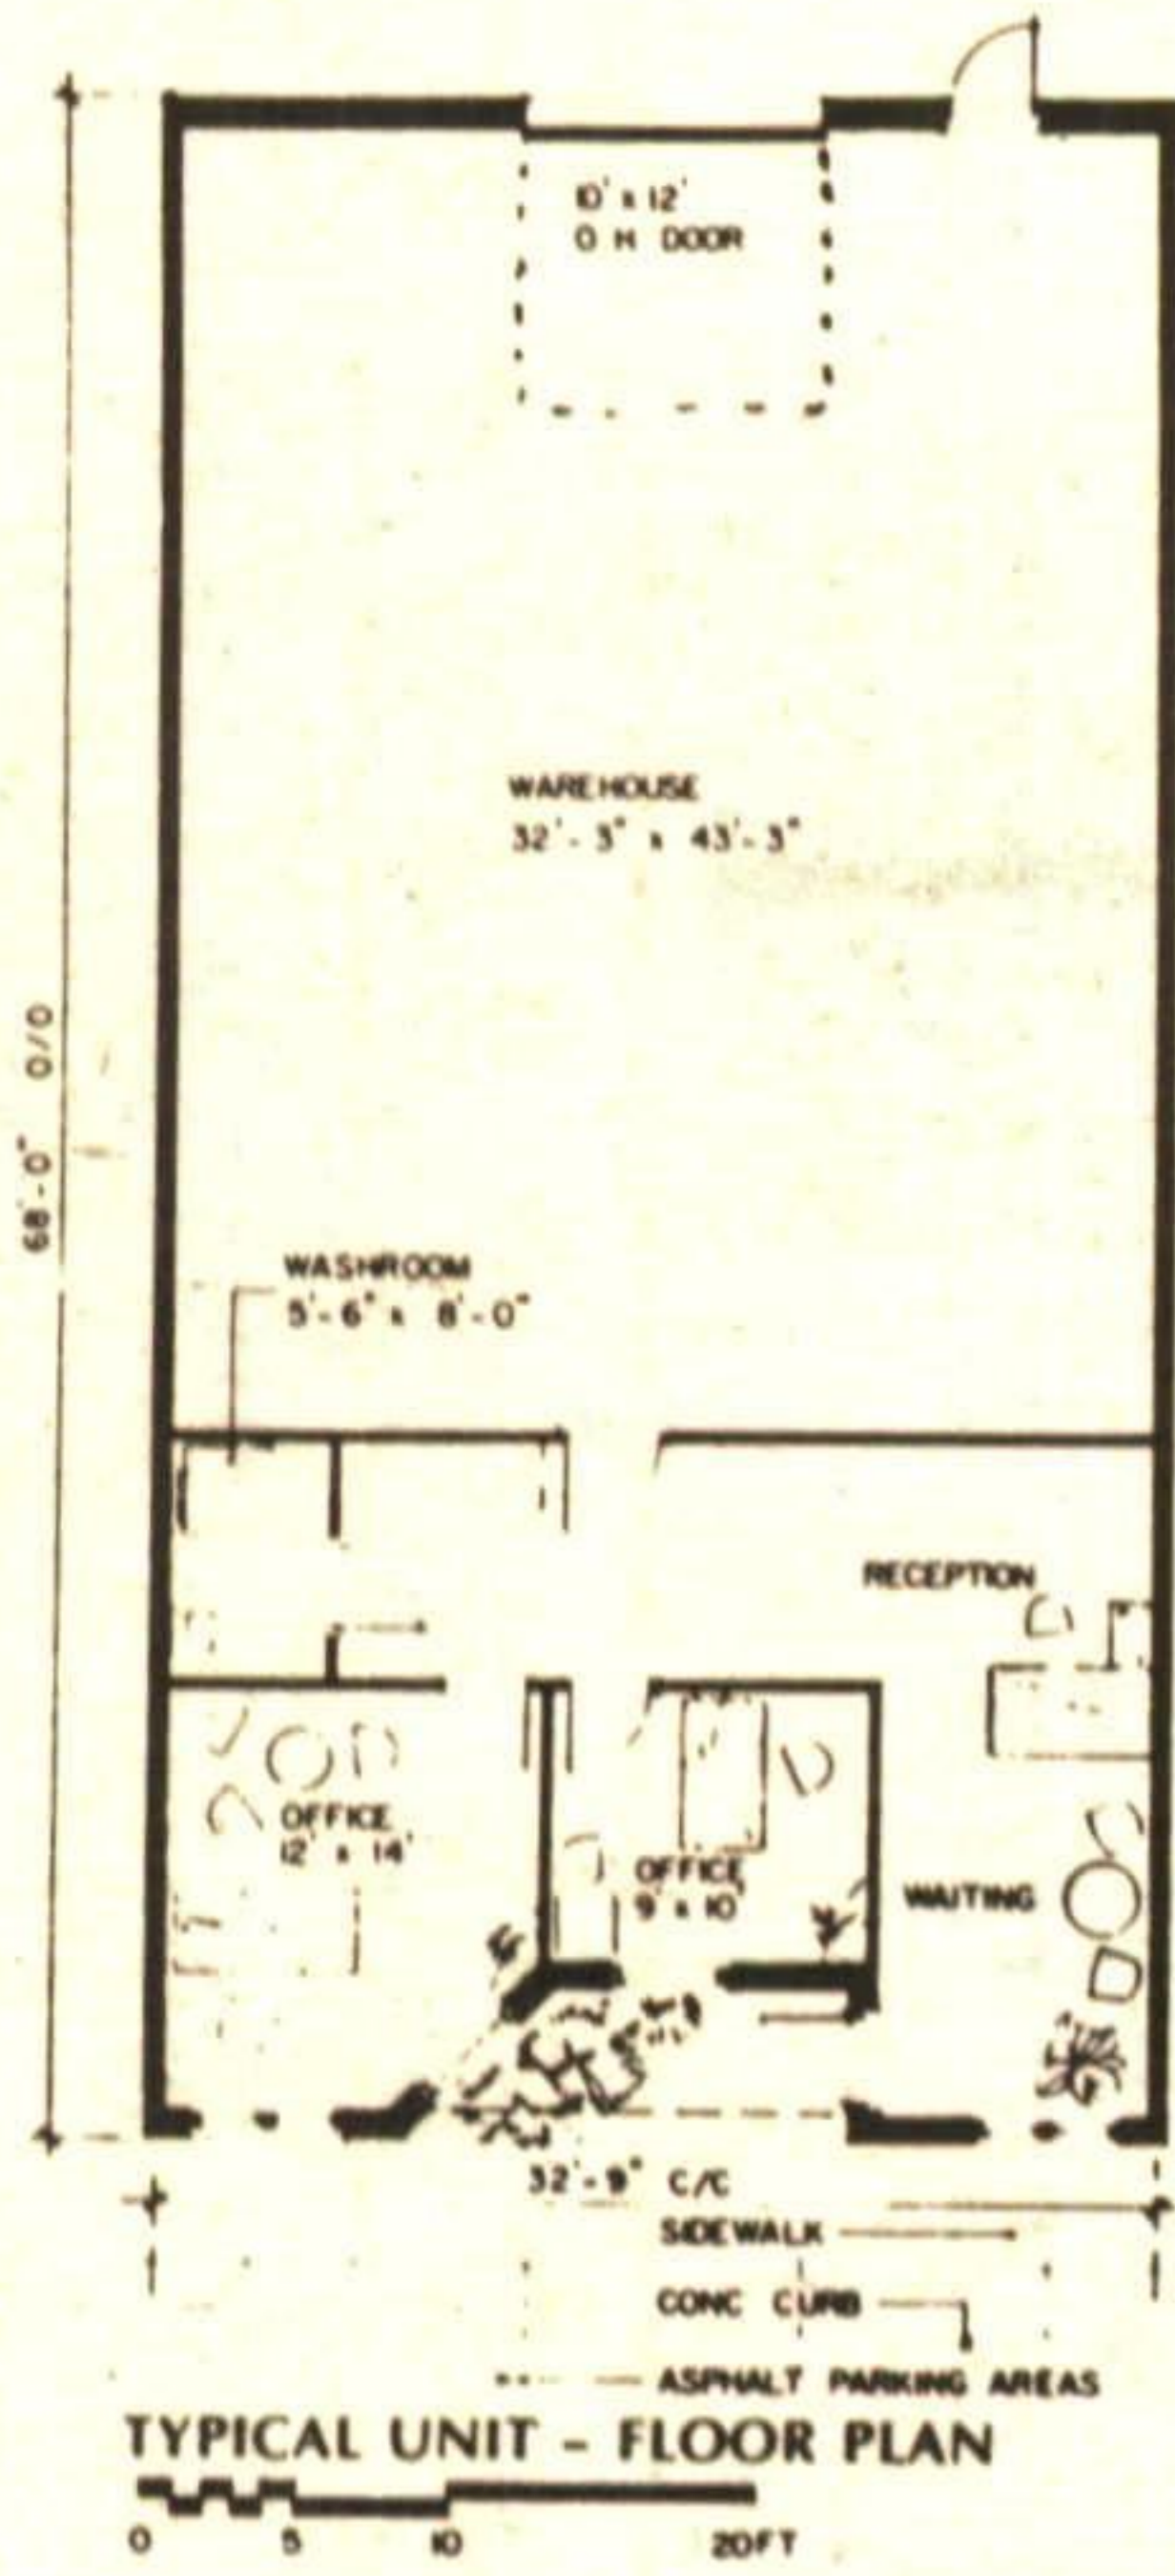 10' x 12'
O H DOOR
WAREHOUSE
32'-3" x 43'-3"
68'-0" O/O
WASHROOM
5'-6" x 8'-0"
RECEPTION
OFFICE
12' x 14'
OFFICE
9' x 10'
WAITING
32'-9" C/C
SIDEWALK
CONC CURB
ASPHALT PARKING AREAS
TYPICAL UNIT - FLOOR PLAN
0 5 10 20FT